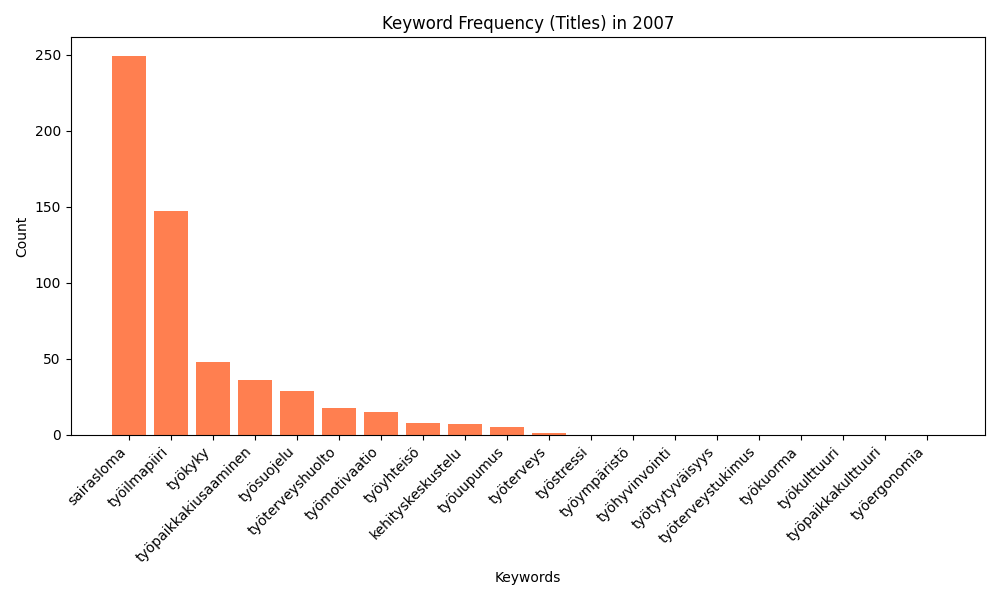 Keyword Frequency (Titles) in 2007
250
200
150
100
50
0
Count
sairasloma
työilmapiiri
työkyky
työpaikkakiusaaminen
työsuojelu
työterveyshuolto
työmotivaatio
työyhteisö
kehityskeskustelu
työuupumus
työterveys
työstressi
työympäristö
työhyvinvointi
työtyytyväisyys
työterveystutkimus
työkuorma
työkulttuuri
työpaikkakulttuuri
työergonomia
Keywords